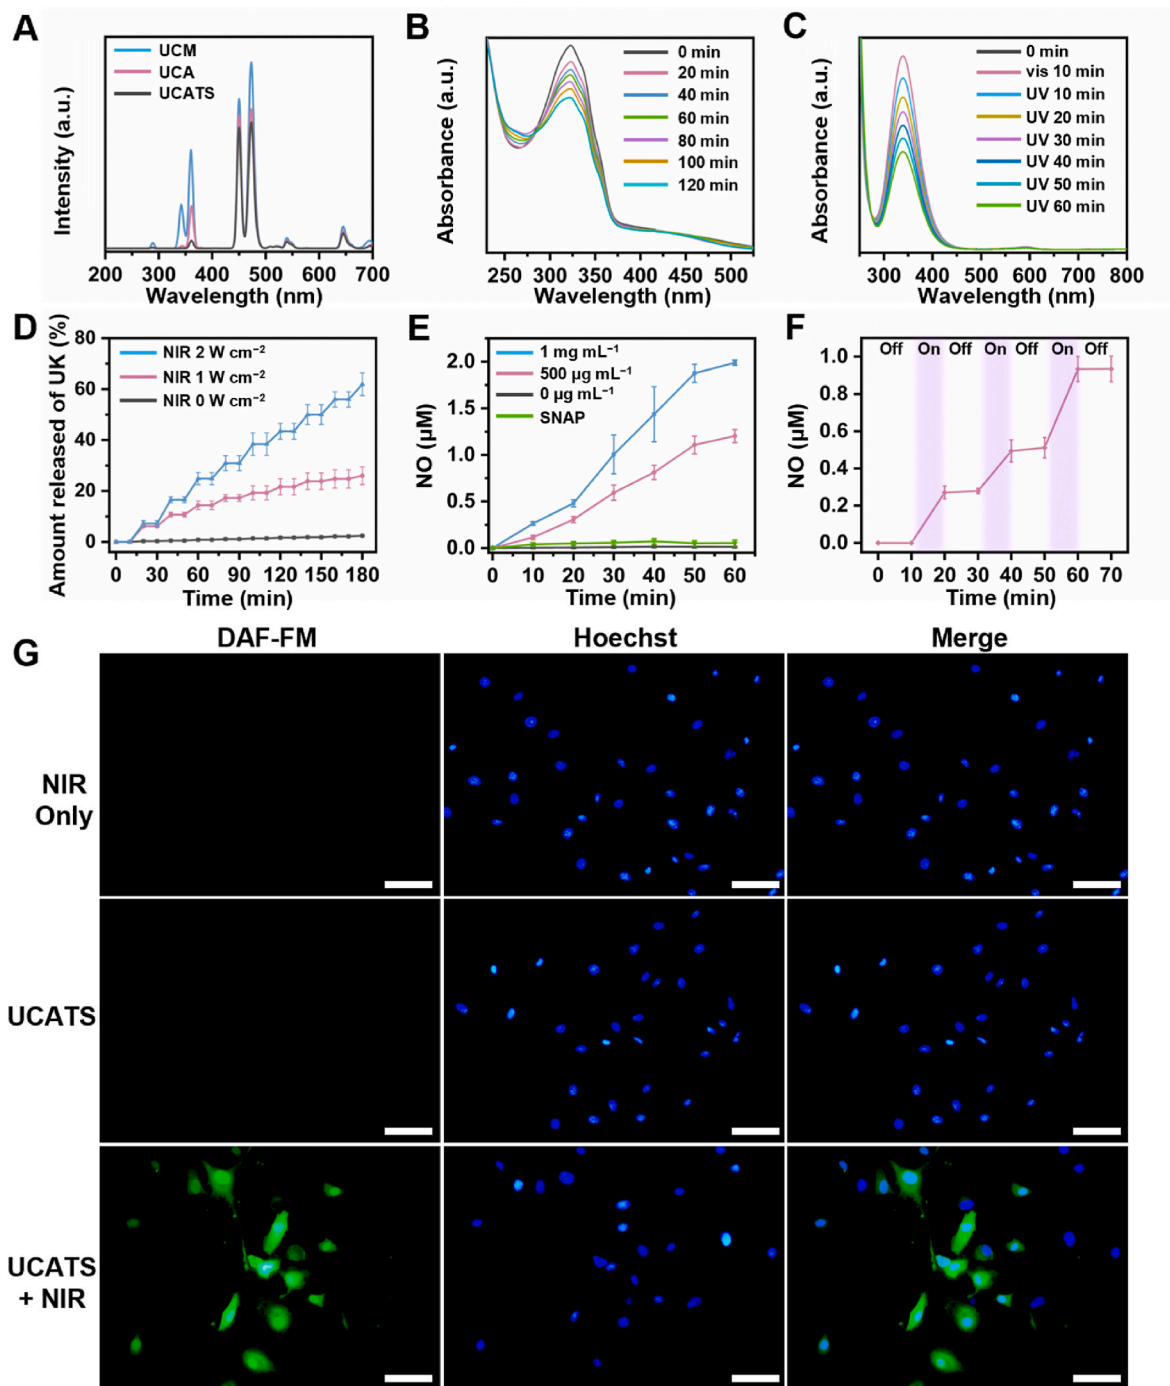 A
UCM
UCA
UCATS
Intensity (a.u.)
200 300 400 500 600 700
Wavelength (nm)
B
0 min
20 min
40 min
60 min
80 min
100 min
120 min
Absorbance (a.u.)
250 300 350 400 450 500
Wavelength (nm)
C
0 min
vis 10 min
UV 10 min
UV 20 min
UV 30 min
UV 40 min
UV 50 min
UV 60 min
Absorbance (a.u.)
300 400 500 600 700 800
Wavelength (nm)
D
NIR 2 W cm⁻²
NIR 1 W cm⁻²
NIR 0 W cm⁻²
Amount released of UK (%)
80
60
40
20
0
0 30 60 90 120 150 180
Time (min)
E
1 mg mL⁻¹
500 µg mL⁻¹
0 µg mL⁻¹
SNAP
NO (µM)
2.0
1.5
1.0
0.5
0.0
0 10 20 30 40 50 60
Time (min)
F
Off On Off On Off On Off
NO (µM)
1.0
0.8
0.6
0.4
0.2
0.0
0 10 20 30 40 50 60 70
Time (min)
G
DAF-FM Hoechst Merge
NIR
Only
UCATS
UCATS
+ NIR